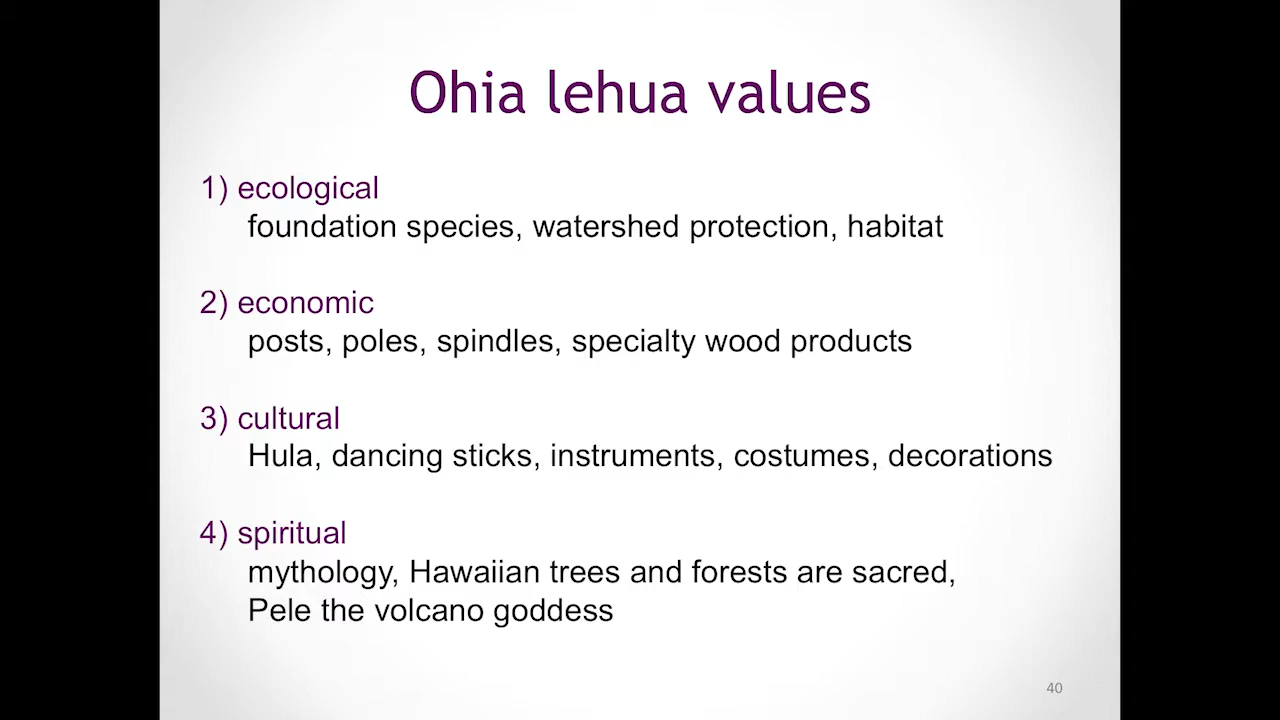 Ohia lehua values
1) ecological
foundation species, watershed protection, habitat
2) economic
posts, poles, spindles, specialty wood products
3) cultural
Hula, dancing sticks, instruments, costumes, decorations
4) spiritual
mythology, Hawaiian trees and forests are sacred,
Pele the volcano goddess
40